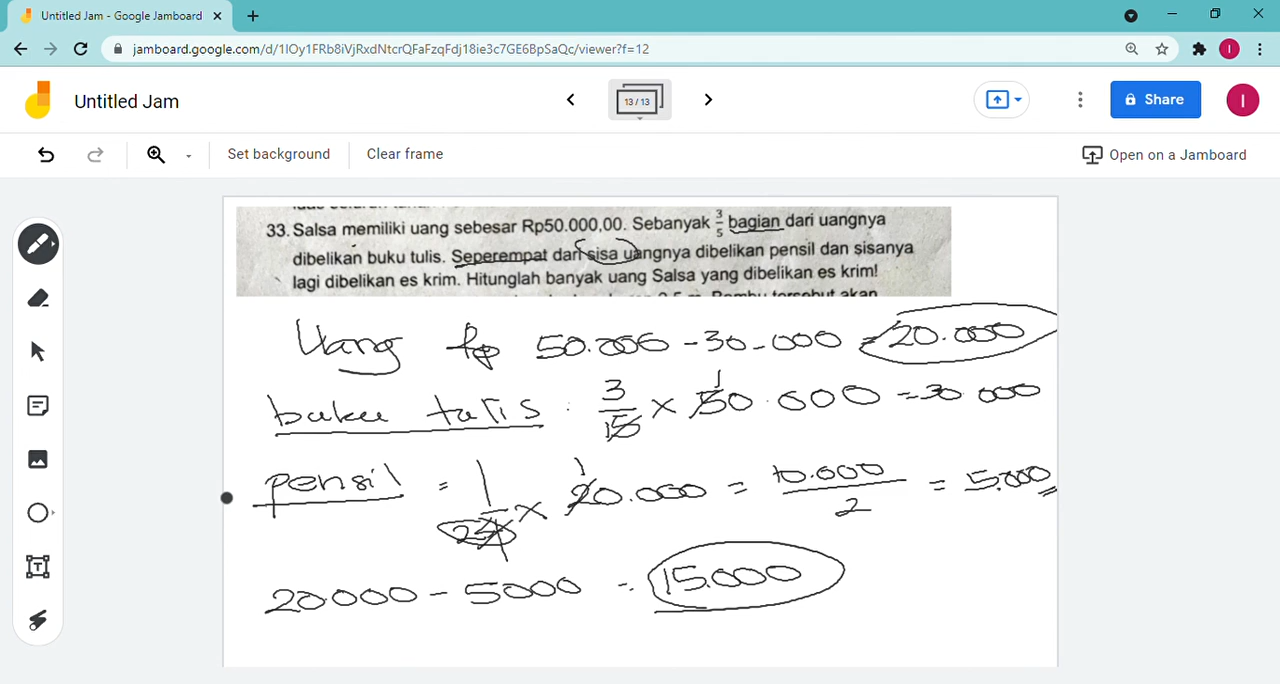 Untitled Jam - Google Jamboard
jamboard.google.com/d/1IOy1FRb8iVjRxdNtcrQFaFzqFdj18ie3c7GE6BpSaQc/viewer?f=12
I
Untitled Jam
13 / 13
Share
I
Set background
Clear frame
Open on a Jamboard
33. Salsa memiliki uang sebesar Rp50.000,00. Sebanyak 3/5 bagian dari uangnya
dibelikan buku tulis. Seperempat dari sisa uangnya dibelikan pensil dan sisanya
lagi dibelikan es krim. Hitunglah banyak uang Salsa yang dibelikan es krim!
Uang Rp 50.000 - 30.000 = 20.000
buku tulis : 3/5 × 50.000 = 30.000
pensil = 1/4 × 20.000 = 10.000/2 = 5.000
20.000 - 5000 = 15.000